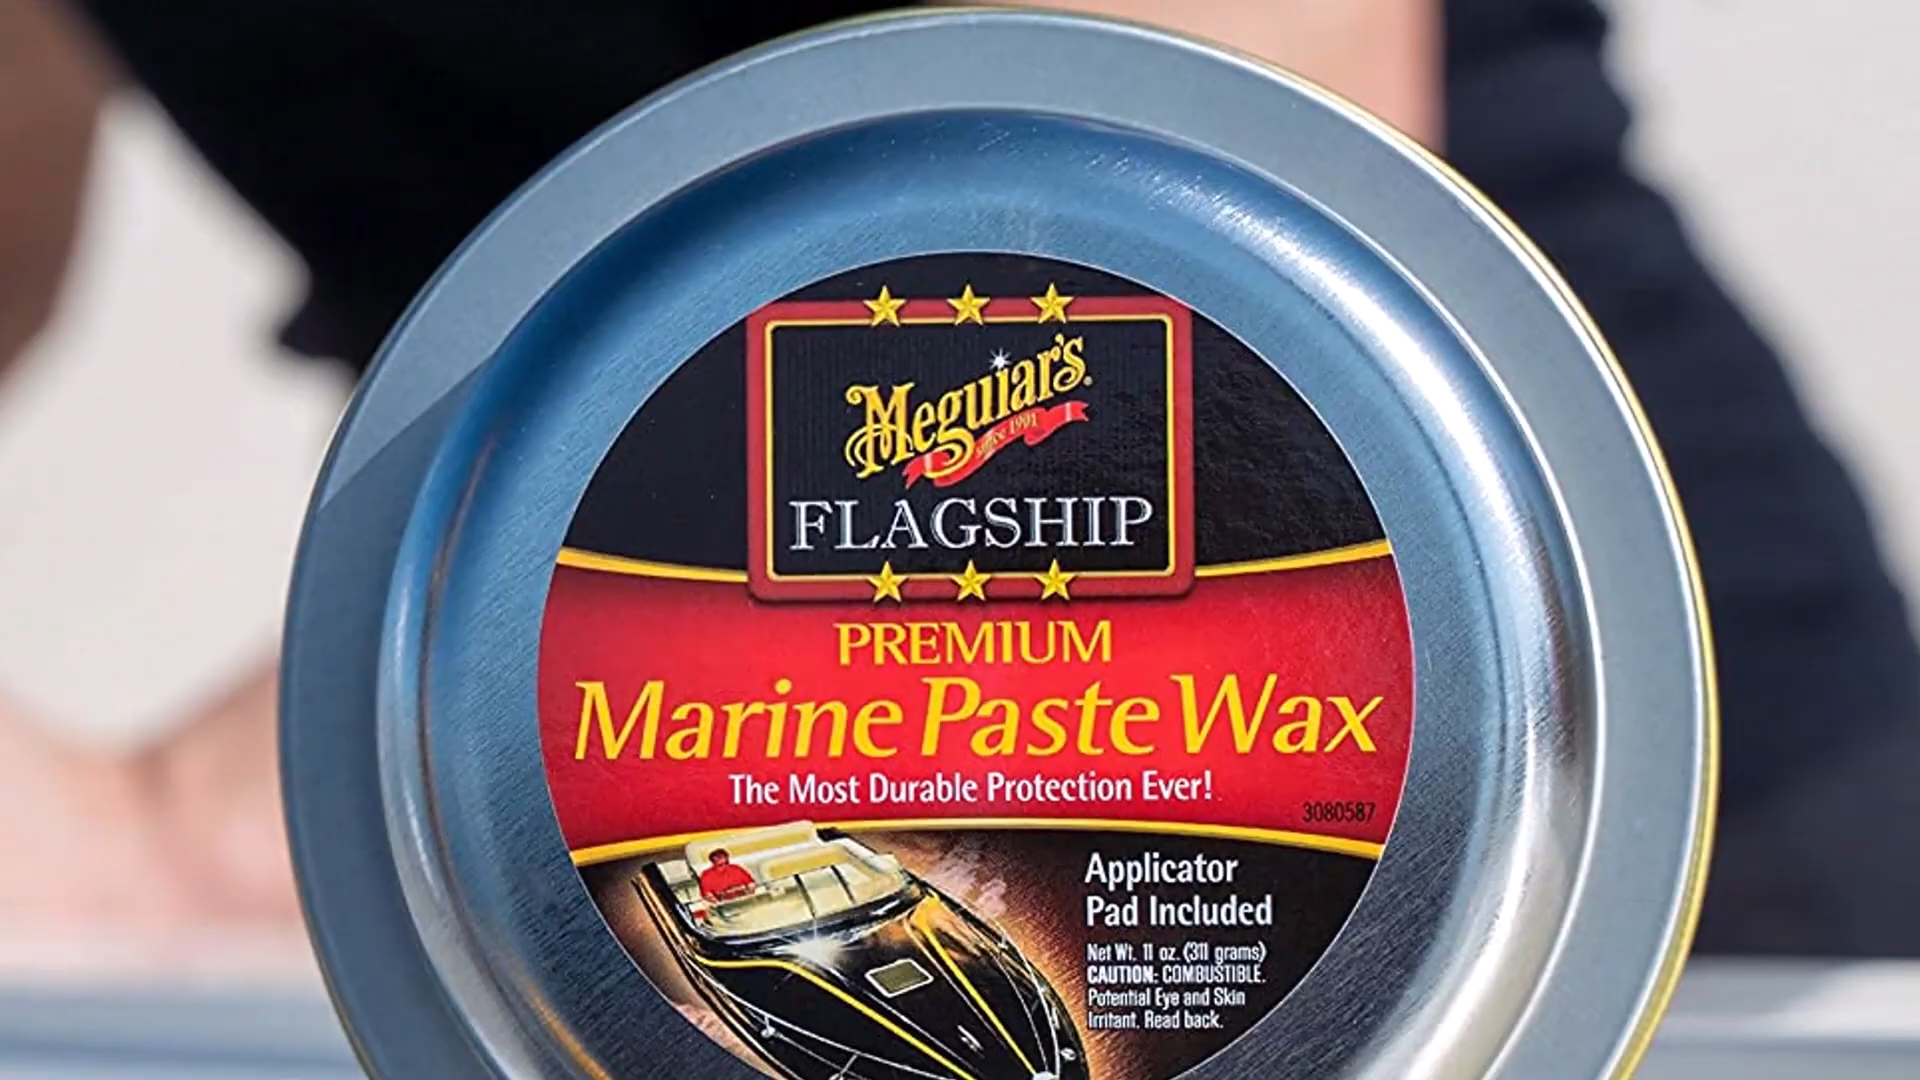 Meguiar's®
since 1901
FLAGSHIP
PREMIUM
Marine Paste Wax
The Most Durable Protection Ever!
3080587
Applicator
Pad Included
Net Wt. 11 oz. (311 grams)
CAUTION: COMBUSTIBLE.
Potential Eye and Skin
Irritant. Read back.